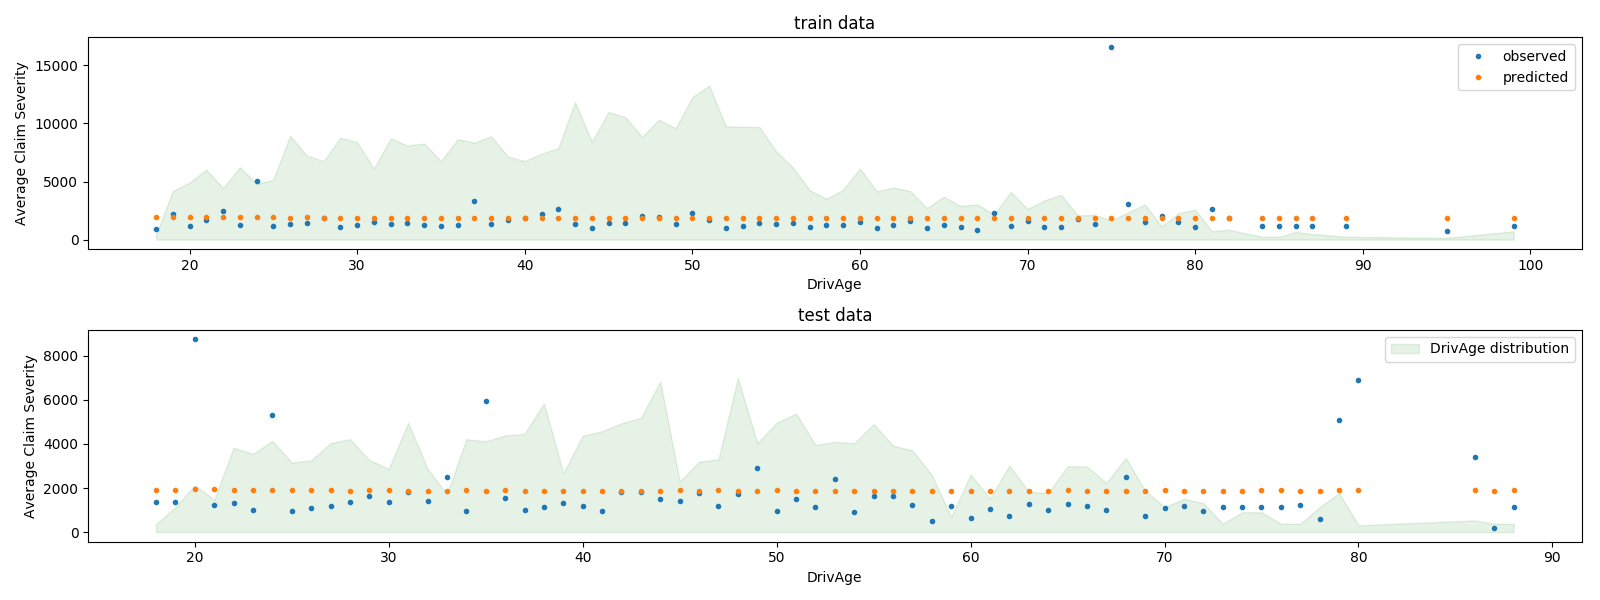 train data
Average Claim Severity
15000
10000
5000
0
observed
predicted
20 30 40 50 60 70 80 90 100
DrivAge
test data
Average Claim Severity
8000
6000
4000
2000
0
DrivAge distribution
20 30 40 50 60 70 80 90
DrivAge